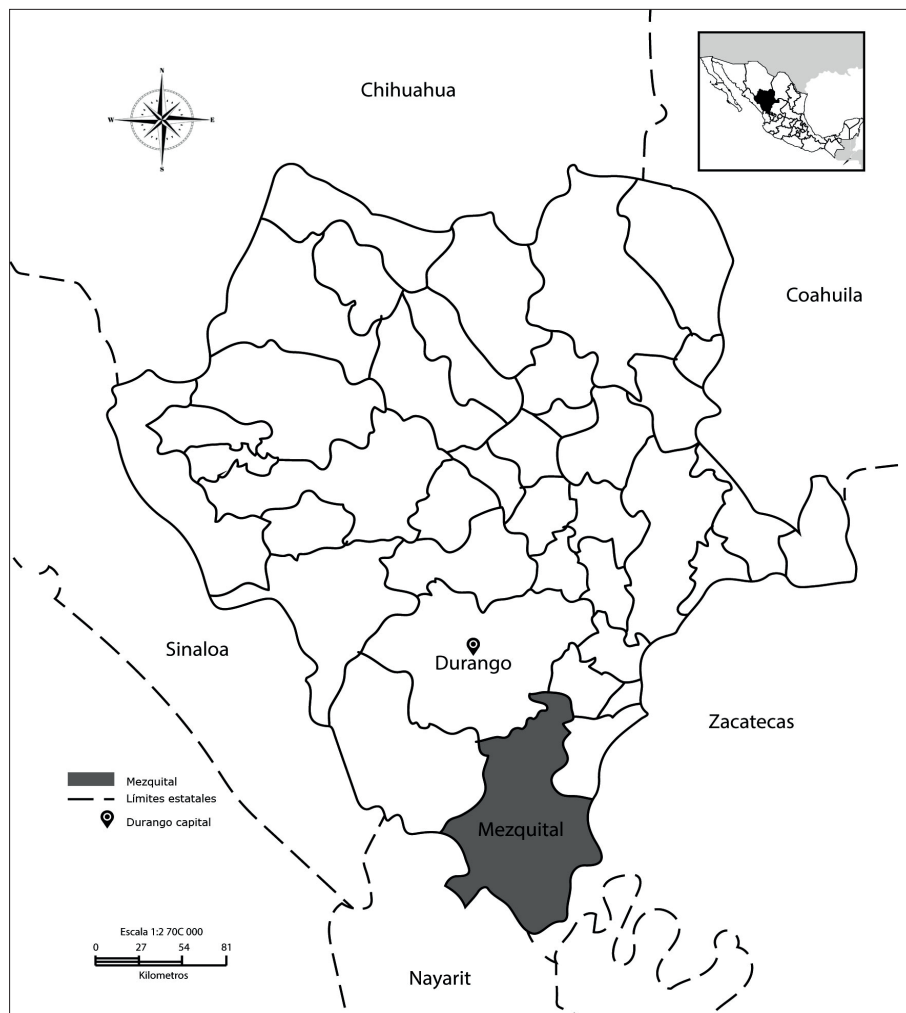 Chihuahua
N
W
E
S
Coahuila
Sinaloa
Durango
Zacatecas
Mezquital
Límites estatales
Durango capital
Mezquital
Escala 1:2 70C 000
0 27 54 81
Kilometros
Nayarit